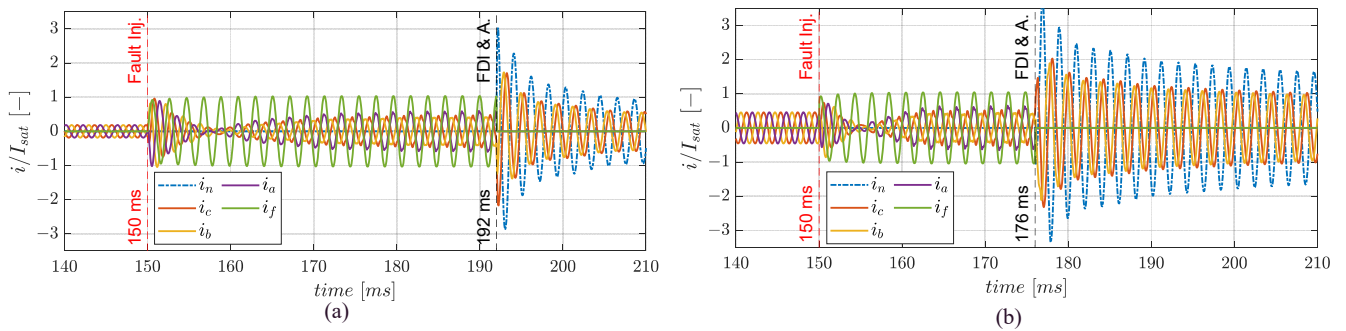 3
2
1
0
-1
-2
-3
i/I_sat [−]
Fault Inj.
150 ms
FDI & A.
192 ms
i_n
i_a
i_c
i_f
i_b
140
150
160
170
180
190
200
210
time [ms]
(a)
3
2
1
0
-1
-2
-3
i/I_sat [−]
Fault Inj.
150 ms
FDI & A.
176 ms
i_n
i_a
i_c
i_f
i_b
140
150
160
170
180
190
200
210
time [ms]
(b)